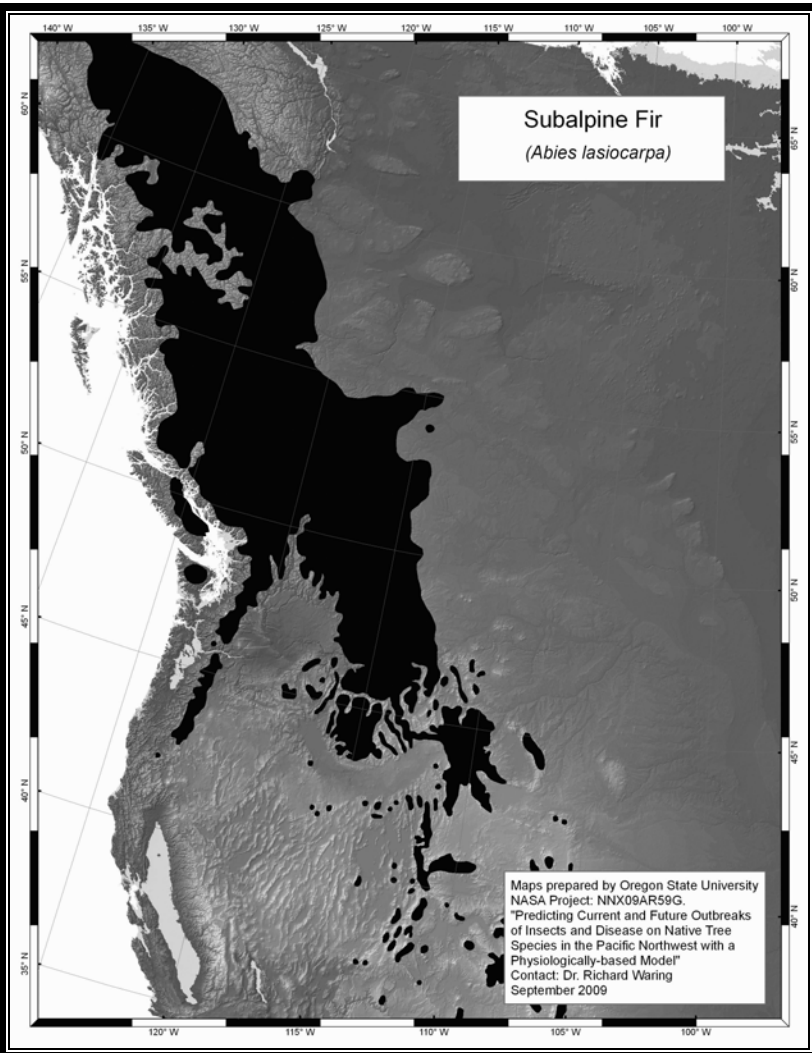 140° W
135° W
130° W
125° W
120° W
115° W
110° W
105° W
100° W
Subalpine Fir
(Abies lasiocarpa)
60° N
55° N
50° N
45° N
40° N
35° N
65° N
60° N
55° N
50° N
45° N
40° N
Maps prepared by Oregon State University
NASA Project: NNX09AR59G.
"Predicting Current and Future Outbreaks
of Insects and Disease on Native Tree
Species in the Pacific Northwest with a
Physiologically-based Model"
Contact: Dr. Richard Waring
September 2009
120° W
115° W
110° W
105° W
100° W